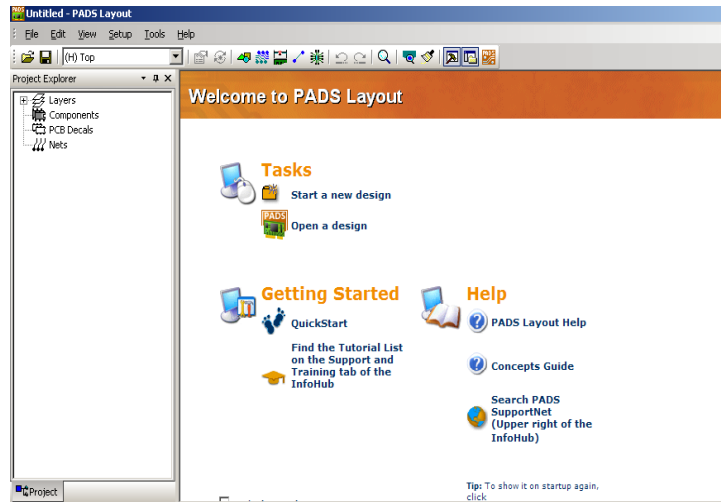 Untitled - PADS Layout
File Edit View Setup Tools Help
(H) Top
Project Explorer
Layers
Components
PCB Decals
Nets
Project
Welcome to PADS Layout
Tasks
Start a new design
PADS
Open a design
Getting Started
QuickStart
Find the Tutorial List
on the Support and
Training tab of the
InfoHub
Help
PADS Layout Help
Concepts Guide
Search PADS
SupportNet
(Upper right of the
InfoHub)
Tip: To show it on startup again,
click